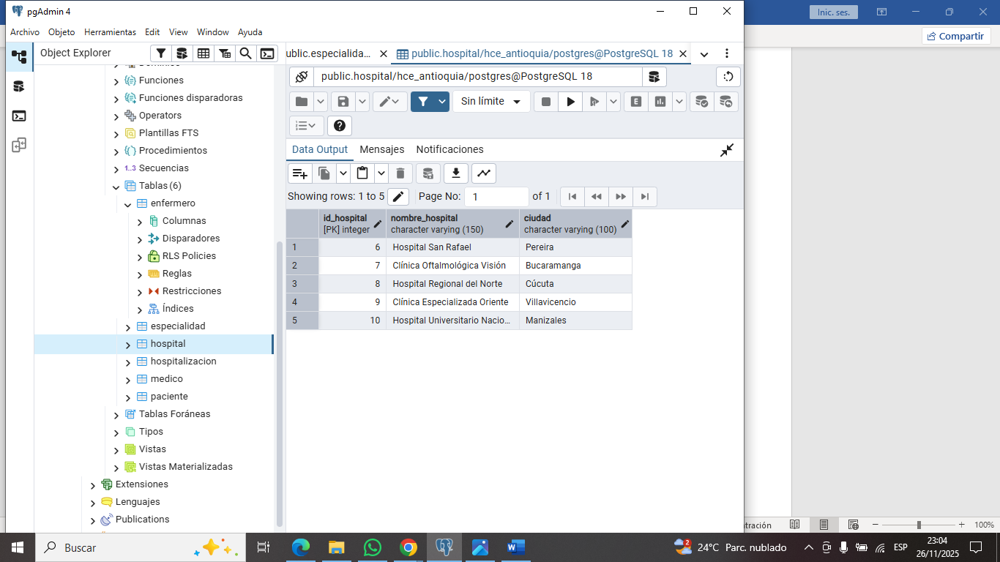 pgAdmin 4
Inic. ses.
Archivo Objeto Herramientas Edit View Window Ayuda
Compartir
Object Explorer
ublic.especialida... public.hospital/hce_antioquia/postgres@PostgreSQL 18
public.hospital/hce_antioquia/postgres@PostgreSQL 18
Sin límite
E
Data Output Mensajes Notificaciones
Showing rows: 1 to 5 Page No: 1 of 1
id_hospital nombre_hospital ciudad
[PK] integer character varying (150) character varying (100)
1 6 Hospital San Rafael Pereira
2 7 Clínica Oftalmológica Visión Bucaramanga
3 8 Hospital Regional del Norte Cúcuta
4 9 Clínica Especializada Oriente Villavicencio
5 10 Hospital Universitario Nacio... Manizales
Dominios
Funciones
Funciones disparadoras
Operators
Plantillas FTS
Procedimientos
1..3 Secuencias
Tablas (6)
enfermero
Columnas
Disparadores
RLS Policies
Reglas
Restricciones
Índices
especialidad
hospital
hospitalizacion
medico
paciente
Tablas Foráneas
Tipos
Vistas
Vistas Materializadas
Extensiones
Lenguajes
Publications
tración
100%
Buscar
2
24°C Parc. nublado
ESP
23:04
26/11/2025